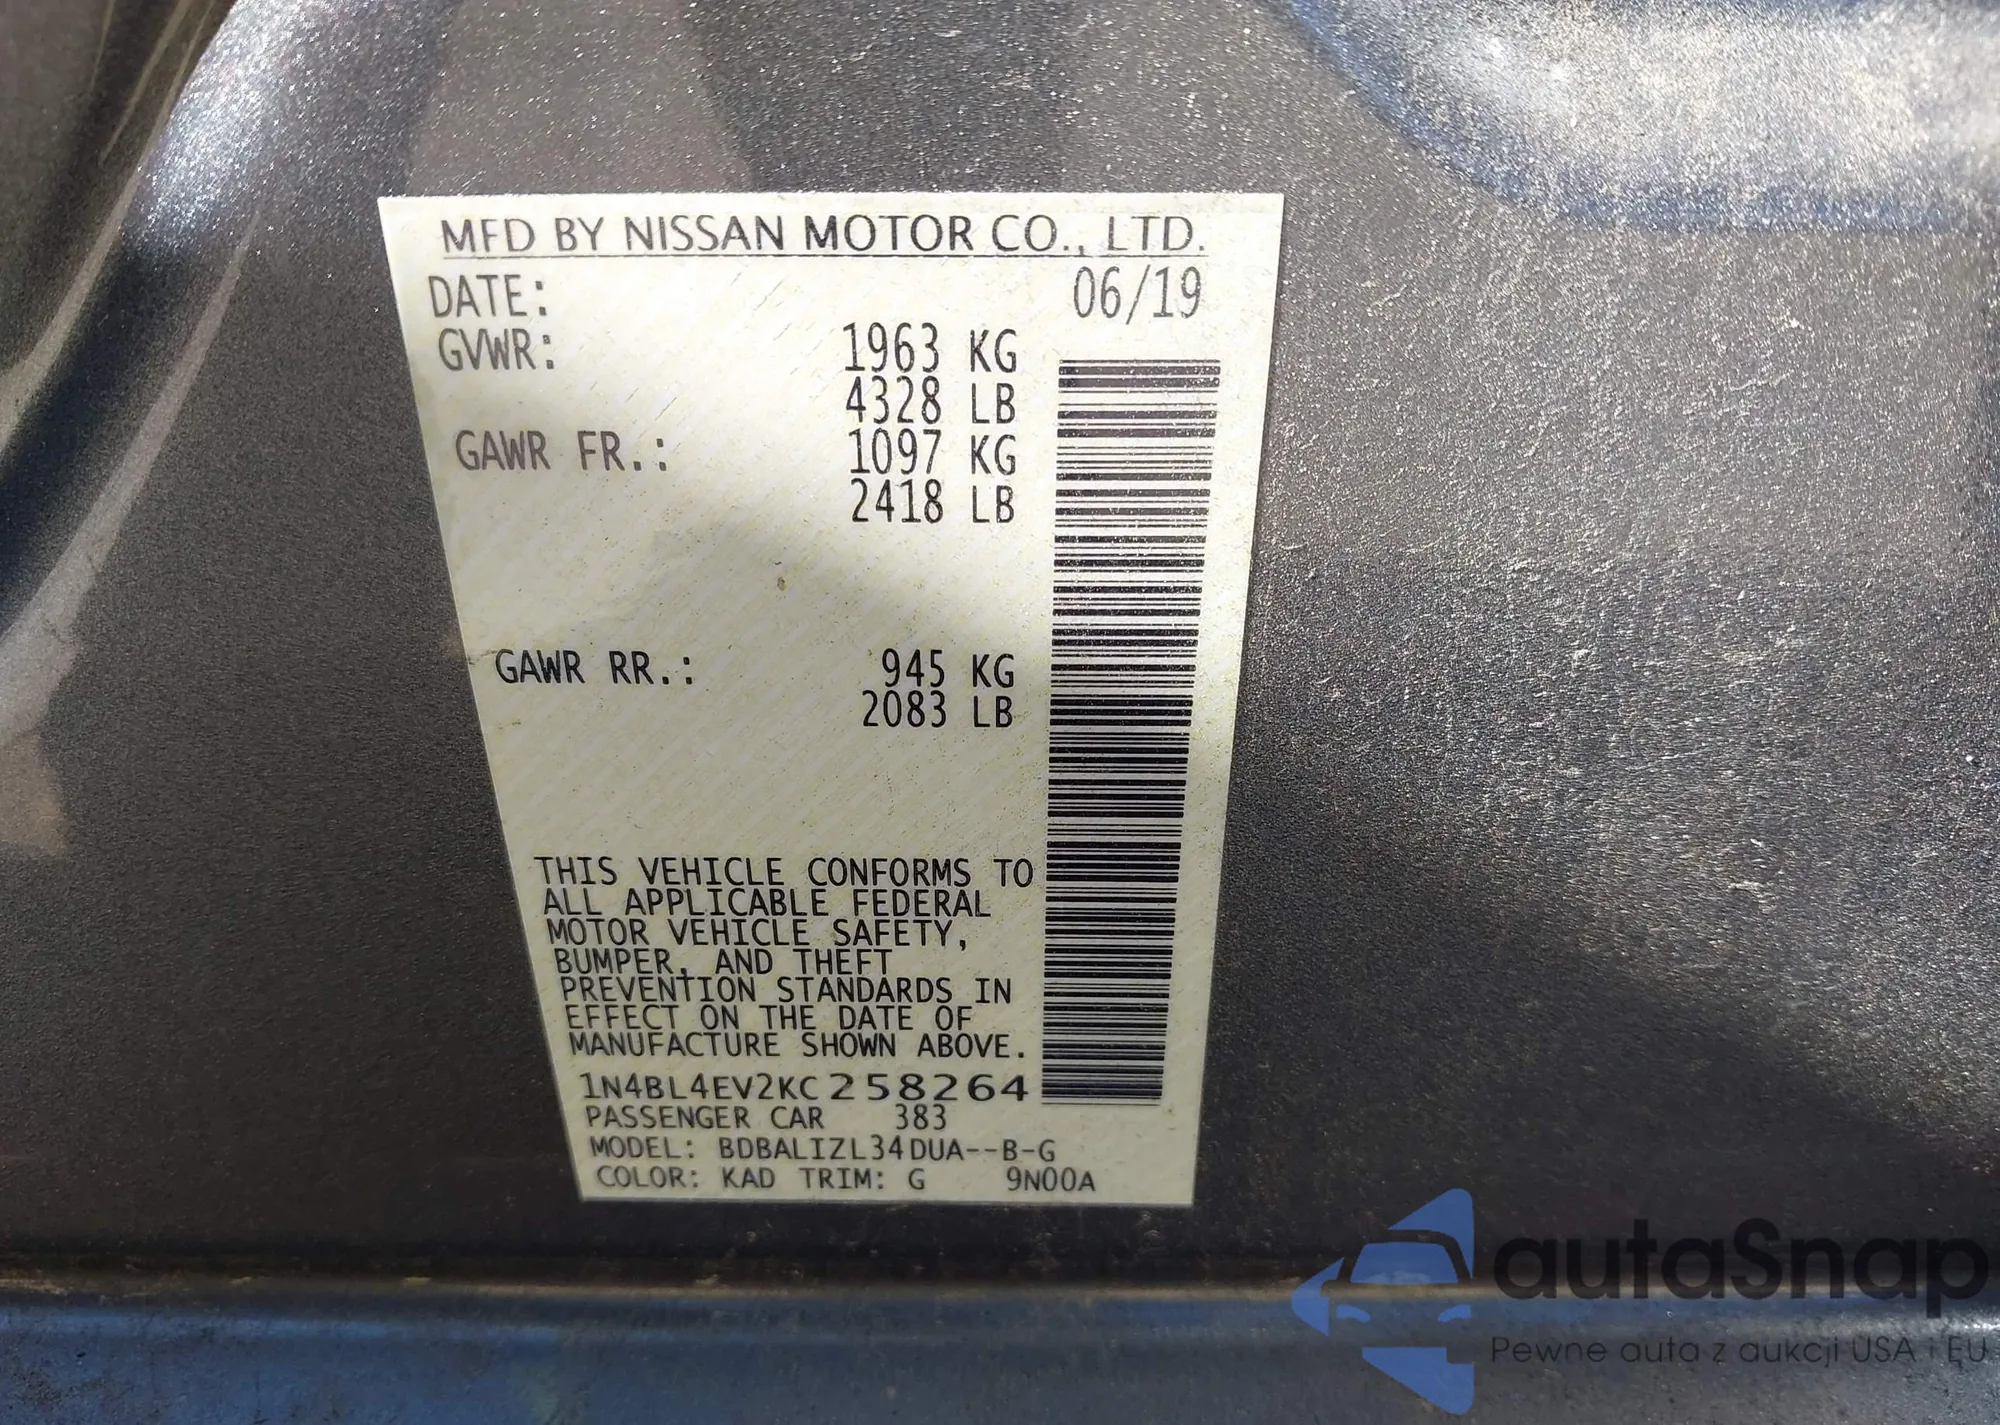 MFD BY NISSAN MOTOR CO., LTD.
DATE: 06/19
GVWR: 1963 KG
4328 LB
GAWR FR.: 1097 KG
2418 LB
GAWR RR.: 945 KG
2083 LB
THIS VEHICLE CONFORMS TO
ALL APPLICABLE FEDERAL
MOTOR VEHICLE SAFETY,
BUMPER, AND THEFT
PREVENTION STANDARDS IN
EFFECT ON THE DATE OF
MANUFACTURE SHOWN ABOVE.
1N4BL4EV2KC258264
PASSENGER CAR 383
MODEL: BDBALIZL34DUA--B-G
COLOR: KAD TRIM: G 9N00A
autaSnap
Pewne auta z aukcji USA i EU